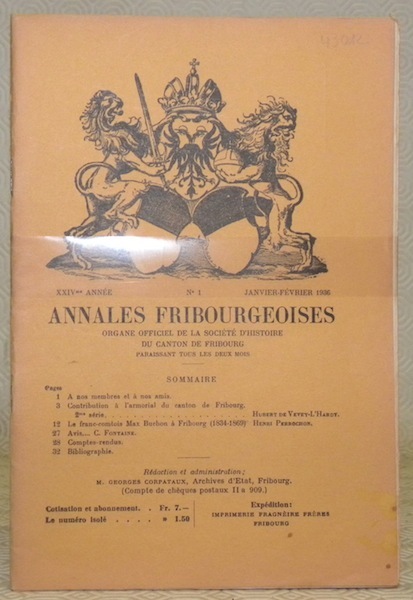 XXIVme ANNÉE No 1 JANVIER-FÉVRIER 1936
ANNALES FRIBOURGEOISES
ORGANE OFFICIEL DE LA SOCIÉTÉ D'HISTOIRE
DU CANTON DE FRIBOURG
PARAISSANT TOUS LES DEUX MOIS
SOMMAIRE
Pages
1 A nos membres et à nos amis.
3 Contribution à l'armorial du canton de Fribourg.
2me série. . . . . . . . . . . . . . . . HUBERT DE VEVEY-L'HARDY.
12 Le franc-comtois Max Buchon à Fribourg (1834-1869) HENRI PERROCHON.
27 Avis.... C. FONTAINE.
28 Comptes-rendus.
32 Bibliographie.
Rédaction et administration;
M. GEORGES CORPATAUX, Archives d'Etat, Fribourg.
(Compte de chèques postaux II a 909.)
Cotisation et abonnement. . Fr. 7.—
Le numéro isolé . . . . » 1.50
Expédition:
IMPRIMERIE FRAGNIÈRE FRÈRES
FRIBOURG